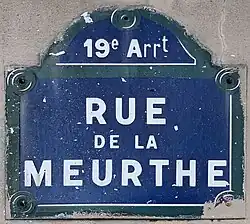 19e Arrt
RUE
DE LA
MEURTHE